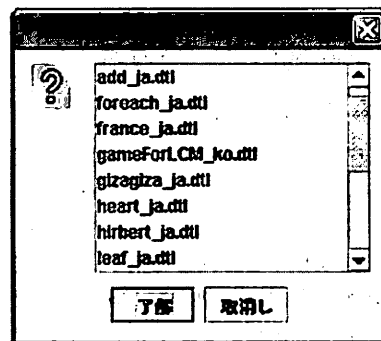 add_ja.dtl
foreach_ja.dtl
france_ja.dtl
gameForLCM_ko.dtl
gizagiza_ja.dtl
heart_ja.dtl
hirbert_ja.dtl
leaf_ja.dtl
了解 取消し